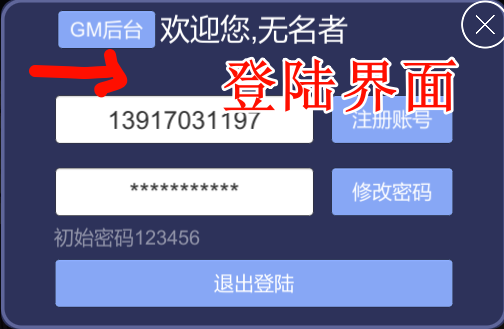 GM后台 欢迎您,无名者
登陆界面
13917031197 注册账号
*********** 修改密码
初始密码123456
退出登陆